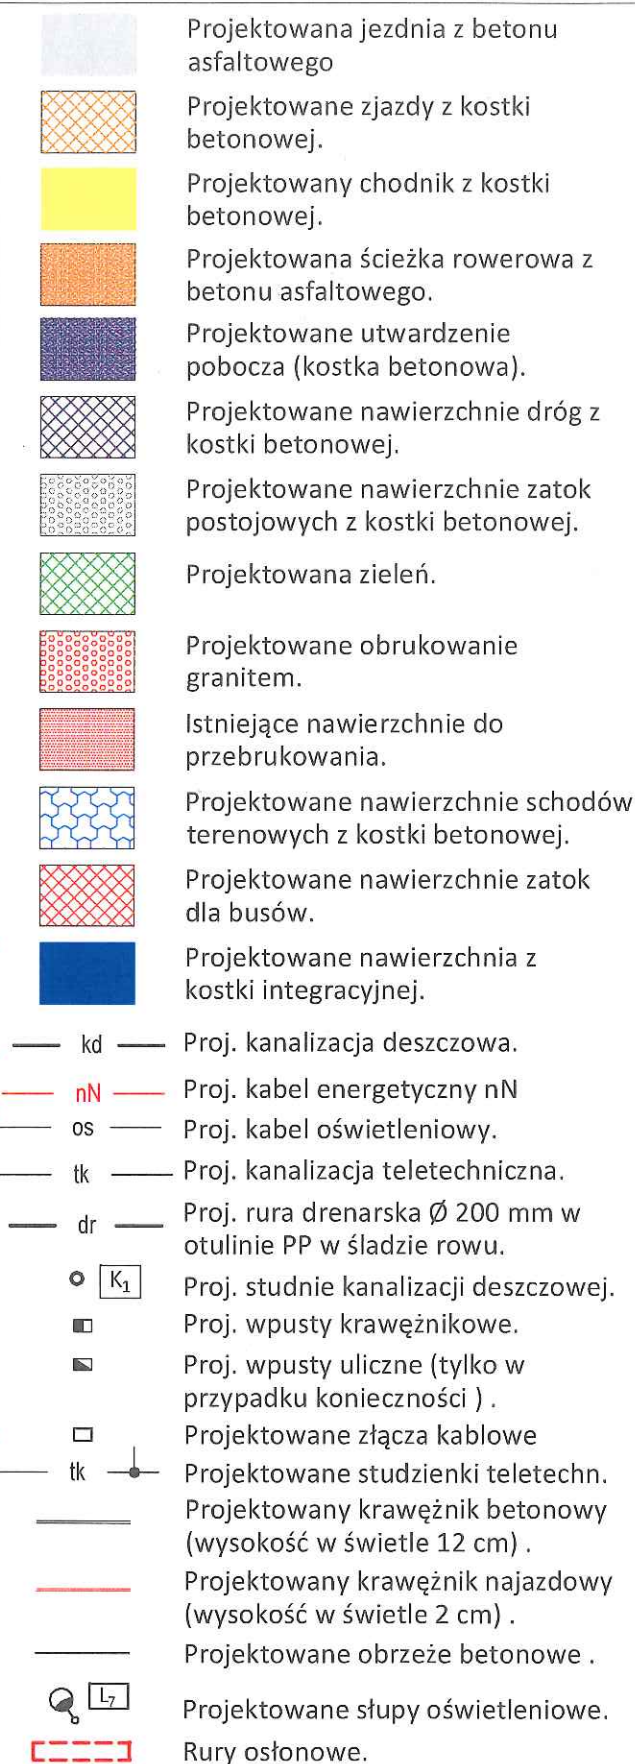 Projektowana jezdnia z betonu
asfaltowego
Projektowane zjazdy z kostki
betonowej.
Projektowany chodnik z kostki
betonowej.
Projektowana ścieżka rowerowa z
betonu asfaltowego.
Projektowane utwardzenie
pobocza (kostka betonowa).
Projektowane nawierzchnie dróg z
kostki betonowej.
Projektowane nawierzchnie zatok
postojowych z kostki betonowej.
Projektowana zieleń.
Projektowane obrukowanie
granitem.
Istniejące nawierzchnie do
przebrukowania.
Projektowane nawierzchnie schodów
terenowych z kostki betonowej.
Projektowane nawierzchnie zatok
dla busów.
Projektowane nawierzchnia z
kostki integracyjnej.
kd Proj. kanalizacja deszczowa.
nN Proj. kabel energetyczny nN
os Proj. kabel oświetleniowy.
tk Proj. kanalizacja teletechniczna.
dr Proj. rura drenarska Ø 200 mm w
otulinie PP w śladzie rowu.
K1 Proj. studnie kanalizacji deszczowej.
Proj. wpusty krawężnikowe.
Proj. wpusty uliczne (tylko w
przypadku konieczności ) .
Projektowane złącza kablowe
tk Projektowane studzienki teletechn.
Projektowany krawężnik betonowy
(wysokość w świetle 12 cm) .
Projektowany krawężnik najazdowy
(wysokość w świetle 2 cm) .
Projektowane obrzeże betonowe .
L7 Projektowane słupy oświetleniowe.
Rury osłonowe.